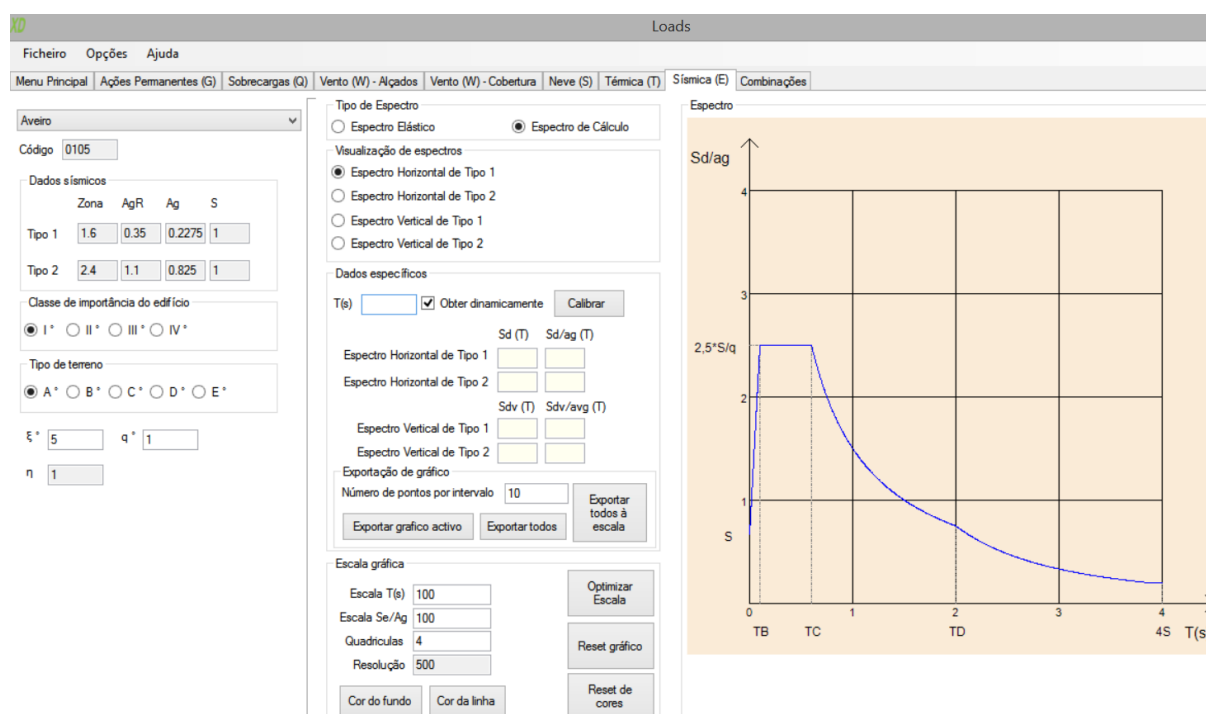 XD
Loads
Ficheiro Opções Ajuda
Menu Principal Ações Permanentes (G) Sobrecargas (Q) Vento (W) - Alçados Vento (W) - Cobertura Neve (S) Térmica (T) Sísmica (E) Combinações
Aveiro
Código 0105
Dados sísmicos
Zona AgR Ag S
Tipo 1 1.6 0.35 0.2275 1
Tipo 2 2.4 1.1 0.825 1
Classe de importância do edifício
I ° II ° III ° IV °
Tipo de terreno
A ° B ° C ° D ° E °
ξ ° 5 q ° 1
η 1
Tipo de Espectro
Espectro Elástico Espectro de Cálculo
Visualização de espectros
Espectro Horizontal de Tipo 1
Espectro Horizontal de Tipo 2
Espectro Vertical de Tipo 1
Espectro Vertical de Tipo 2
Dados específicos
T(s) Obter dinamicamente Calibrar
Sd (T) Sd/ag (T)
Espectro Horizontal de Tipo 1
Espectro Horizontal de Tipo 2
Sdv (T) Sdv/avg (T)
Espectro Vertical de Tipo 1
Espectro Vertical de Tipo 2
Exportação de gráfico
Número de pontos por intervalo 10
Exportar grafico activo Exportar todos
Exportar
todos à
escala
Escala gráfica
Escala T(s) 100
Escala Se/Ag 100
Quadriculas 4
Resolução 500
Cor do fundo Cor da linha
Optimizar
Escala
Reset gráfico
Reset de
cores
Espectro
Sd/ag
4
3
2,5*S/q
2
1
S
0 1 2 3 4
TB TC TD 4S T(s